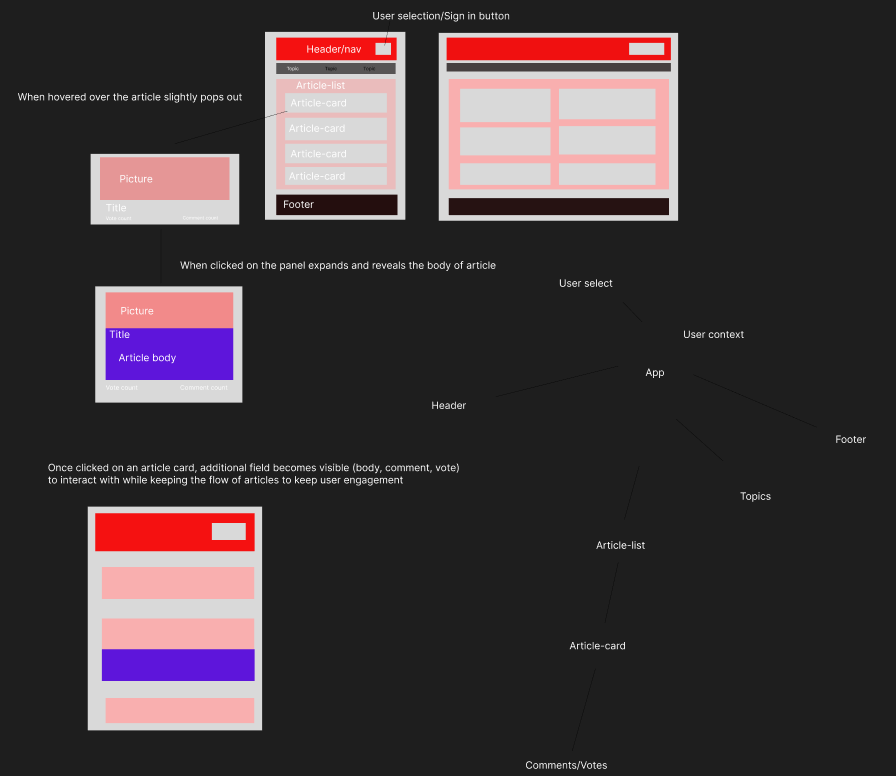 User selection/Sign in button
Header/nav
Topic
Topic
Topic
Article-list
Article-card
Article-card
Article-card
Article-card
Footer
When hovered over the article slightly pops out
Picture
Title
Vote count
Comment count
When clicked on the panel expands and reveals the body of article
Picture
Title
Article body
Vote count
Comment count
User select
User context
App
Header
Footer
Topics
Article-list
Article-card
Comments/Votes
Once clicked on an article card, additional field becomes visible (body, comment, vote)
to interact with while keeping the flow of articles to keep user engagement